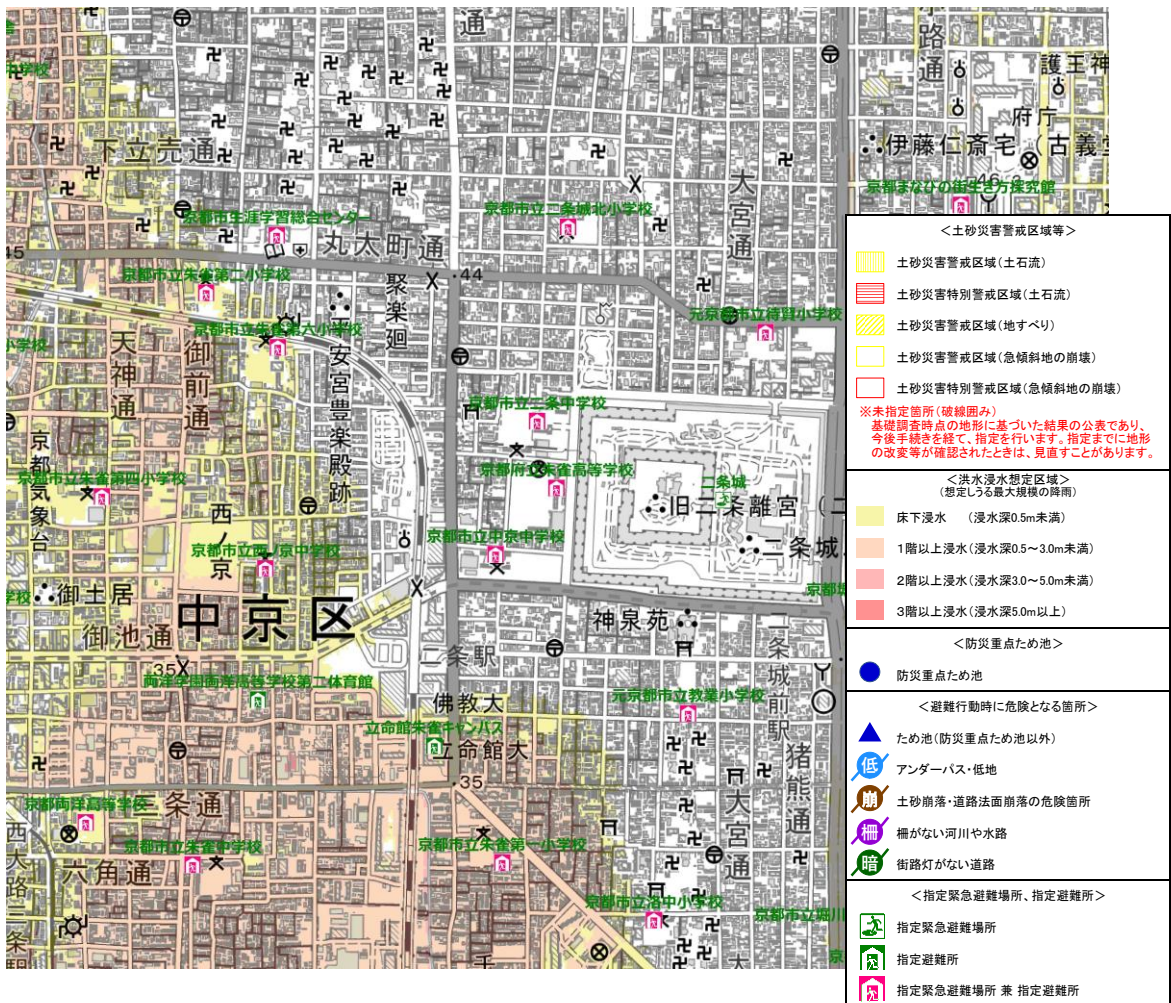 通
路通
護王神
中学校
府庁
下立売通
伊藤仁斎宅（古義堂
46
大宮通
京都まなびの街生き方探究館
京都市生涯学習総合センター
京都市立二条城北小学校
丸太町通
45
京都市立朱雀第二小学校
44
聚楽廻
京都市立朱雀第六小学校
元京都市立待賢小学校
小学校
天神通
御前通
安宮豊楽殿跡
京都市立二条中学校
京都気象台
京都市立朱雀第四小学校
京都府立朱雀高等学校
二条城
旧二条離宮（二
西ノ京
京都市立中京中学校
京都市立西ノ京中学校
二条城
学校
御土居
京都堀
中京区
神泉苑
御池通
二条駅
二条城前駅
35
両洋学園両洋高等学校第二体育館
元京都市立教業小学校
佛教大
立命館朱雀キャンパス
立命館大
猪熊通
35
京都両洋高等学校
三条通
大宮通
西大路三条駅
京都市立朱雀中学校
京都市立朱雀第一小学校
六角通
京都市立洛中小学校
京都市立堀川
京
千
大
＜土砂災害警戒区域等＞
土砂災害警戒区域（土石流）
土砂災害特別警戒区域（土石流）
土砂災害警戒区域（地すべり）
土砂災害警戒区域（急傾斜地の崩壊）
土砂災害特別警戒区域（急傾斜地の崩壊）
※未指定箇所（破線囲み）
基礎調査時点の地形に基づいた結果の公表であり、
今後手続きを経て、指定を行います。指定までに地形
の改変等が確認されたときは、見直すことがあります。
＜洪水浸水想定区域＞
（想定しうる最大規模の降雨）
床下浸水　（浸水深0.5m未満）
1階以上浸水（浸水深0.5～3.0m未満）
2階以上浸水（浸水深3.0～5.0m未満）
3階以上浸水（浸水深5.0m以上）
＜防災重点ため池＞
防災重点ため池
＜避難行動時に危険となる箇所＞
ため池（防災重点ため池以外）
低 アンダーパス・低地
崩 土砂崩落・道路法面崩落の危険箇所
柵 柵がない河川や水路
暗 街路灯がない道路
＜指定緊急避難場所、指定避難所＞
指定緊急避難場所
指定避難所
指定緊急避難場所 兼 指定避難所